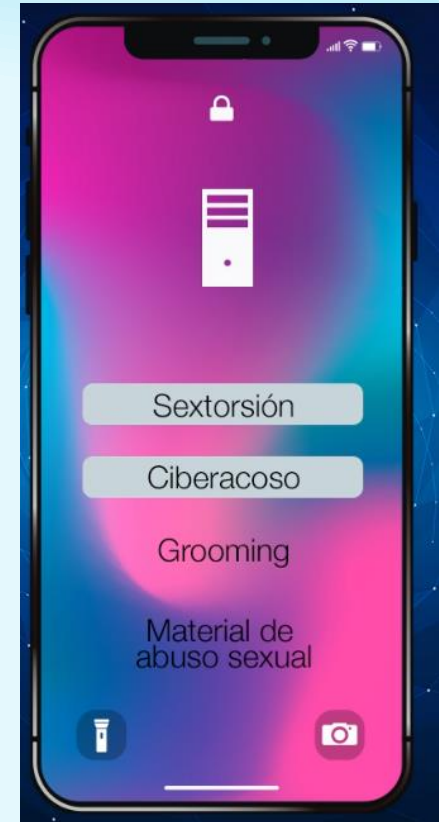 Sextorsión
Ciberacoso
Grooming
Material de
abuso sexual